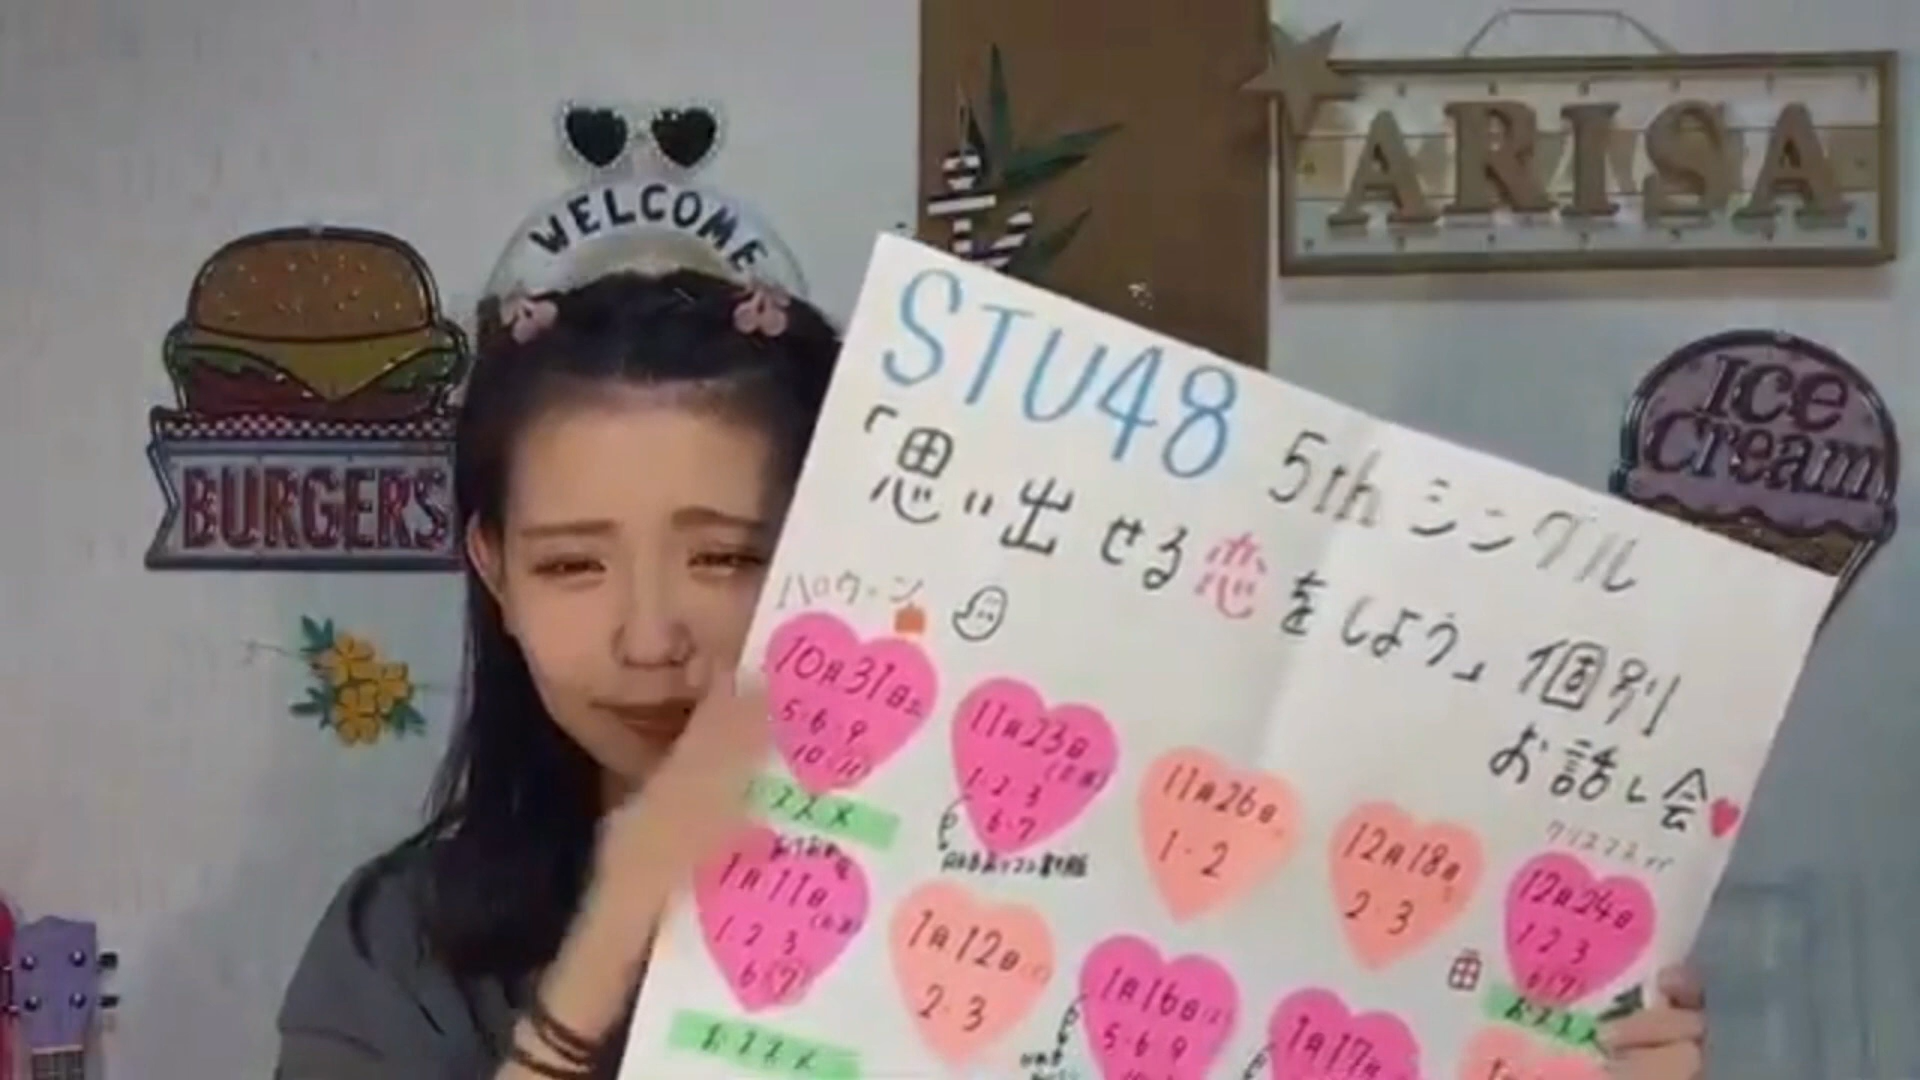 WELCOME
ARISA
BURGERS
Ice
Cream
STU48 5thシングル
「思い出せる恋をしよう」個別
お話し会
ハロウィン
10月31日
5・6・9
10・11
オススメ
11月23日
1・2・3
6・7
11月26日
1・2
12月18日
2・3
12月24日
1 2 3
6・7
オススメ
1月11日
1・2 3
6・7
オススメ
1月12日
2・3
1月16日
5・6 9
1月17日